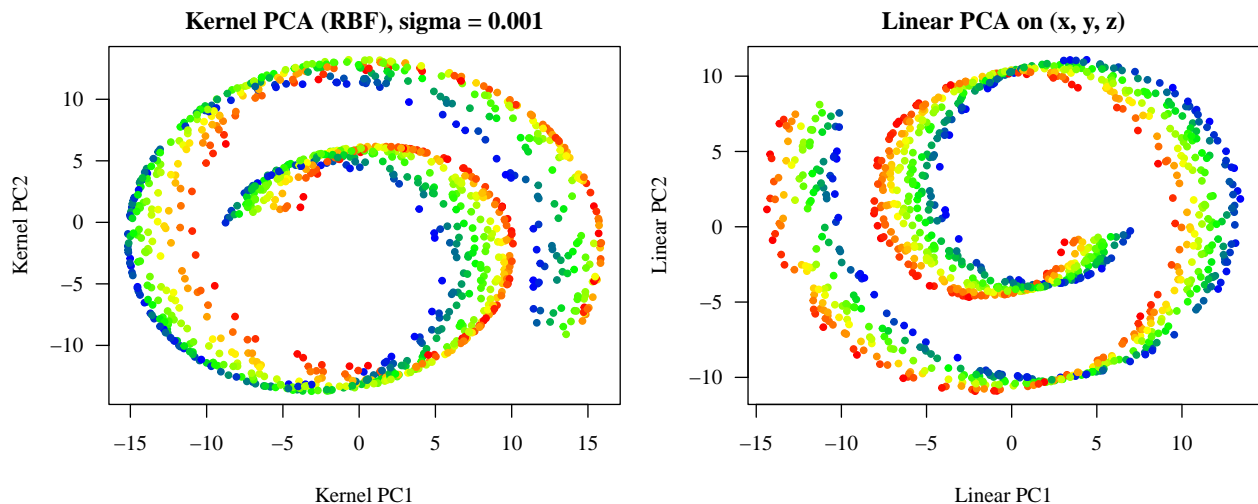 Kernel PCA (RBF), sigma = 0.001
Kernel PC2
10
5
0
−5
−10
−15 −10 −5 0 5 10 15
Kernel PC1
Linear PCA on (x, y, z)
Linear PC2
10
5
0
−5
−10
−15 −10 −5 0 5 10
Linear PC1